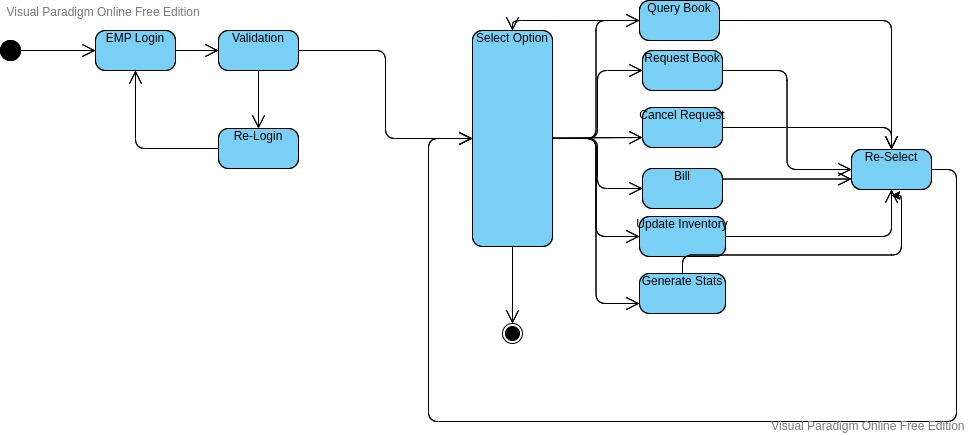 Visual Paradigm Online Free Edition
EMP Login
Validation
Re-Login
Select Option
Query Book
Request Book
Cancel Request
Bill
Update Inventory
Generate Stats
Re-Select
Visual Paradigm Online Free Edition